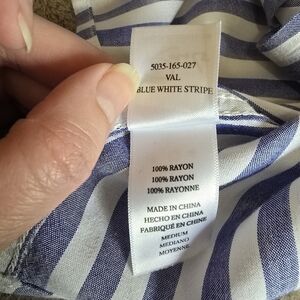 5035-165-027
VAL
BLUE WHITE STRIPE
100% RAYON
100% RAYON
100% RAYONNE
MADE IN CHINA
HECHO EN CHINA
FABRIQUÉ EN CHINE
MEDIUM
MEDIANO
MOYENNE